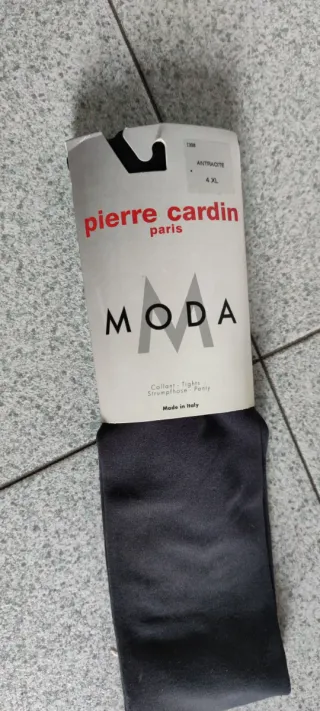 ANTRACITE
4 XL
pierre cardin
paris
M
MODA
Collant - Tights
Strumpfhose - Panty
Made in Italy